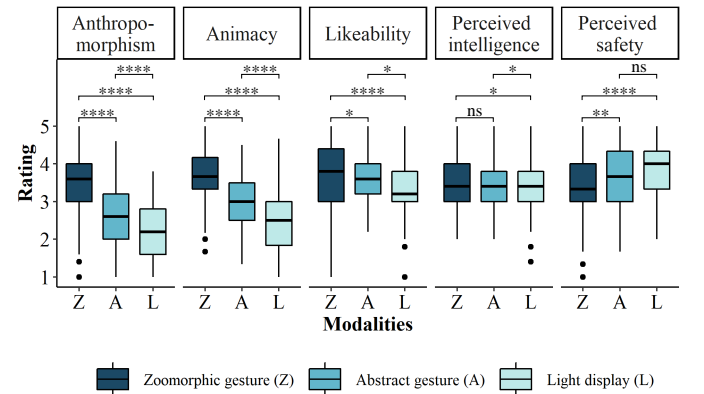 Anthropo-
morphism
Animacy
Likeability
Perceived
intelligence
Perceived
safety
**** * * ns
****
****
****
****
****
****
*
*
ns
****
**
Rating
5
4
3
2
1
Z A L Z A L Z A L Z A L Z A L
Modalities
Zoomorphic gesture (Z) Abstract gesture (A) Light display (L)